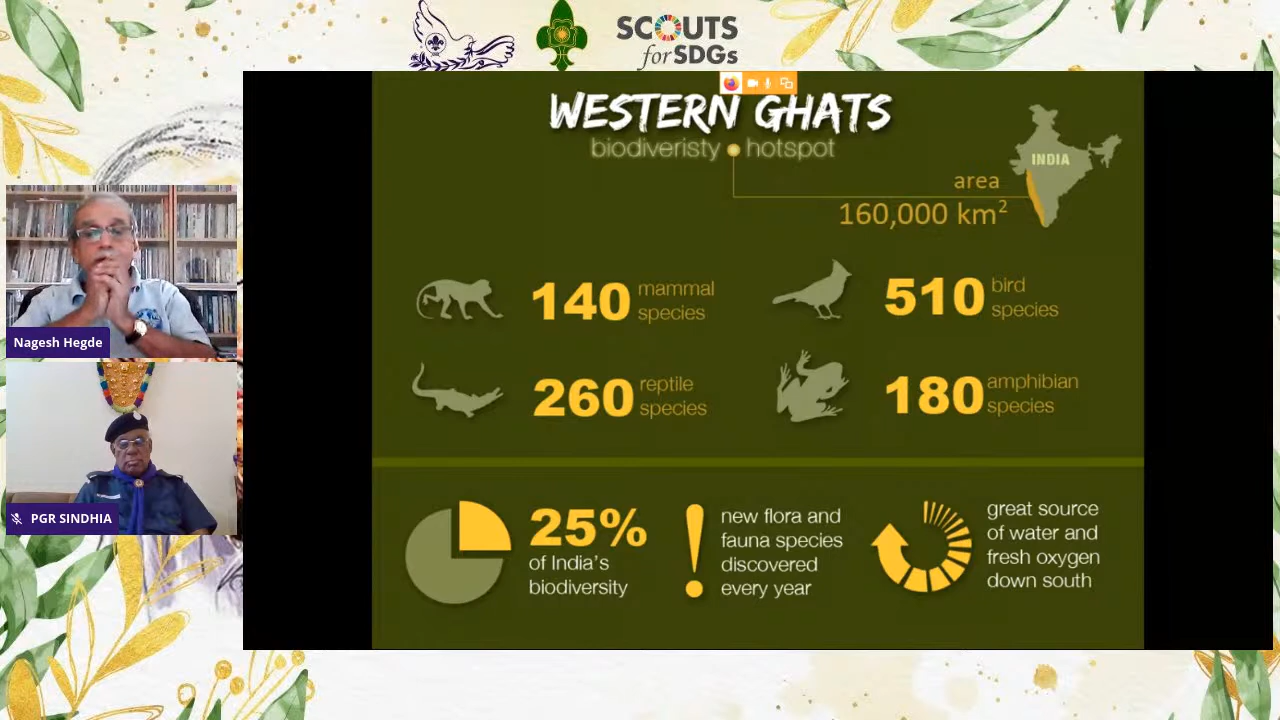 SCOUTS
for SDGs
WESTERN GHATS
biodiveristy hotspot
INDIA
area
160,000 km²
140 mammal
species
510 bird
species
260 reptile
species
180 amphibian
species
25%
of India's
biodiversity
new flora and
fauna species
discovered
every year
great source
of water and
fresh oxygen
down south
Nagesh Hegde
PGR SINDHIA